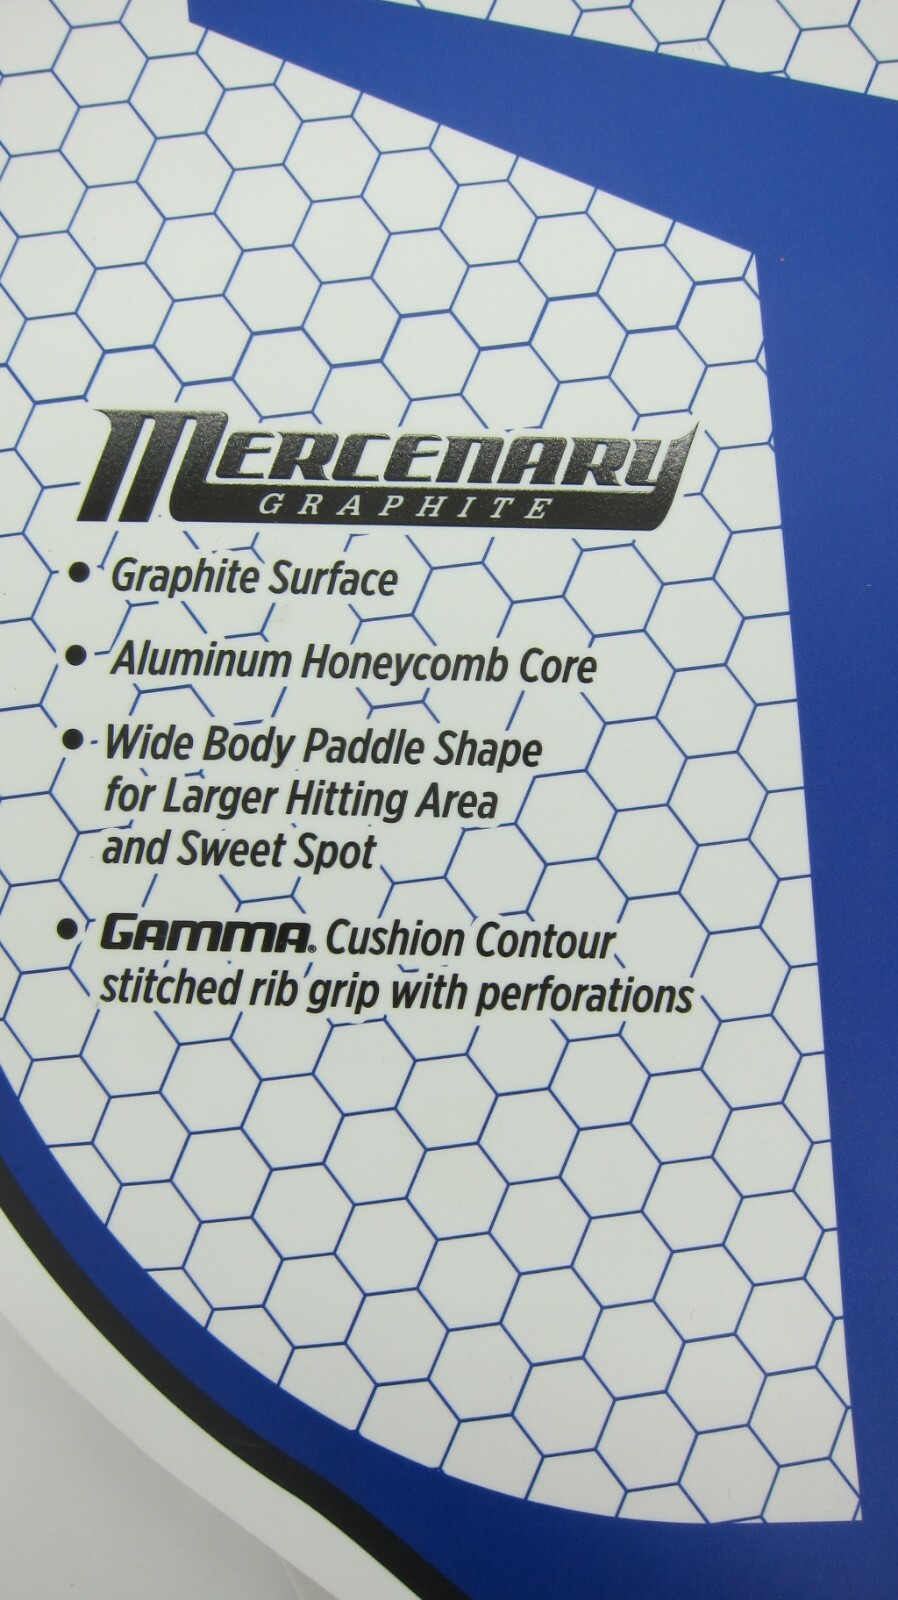 MERCENARY
GRAPHITE
• Graphite Surface
• Aluminum Honeycomb Core
• Wide Body Paddle Shape
for Larger Hitting Area
and Sweet Spot
• GAMMA® Cushion Contour
stitched rib grip with perforations